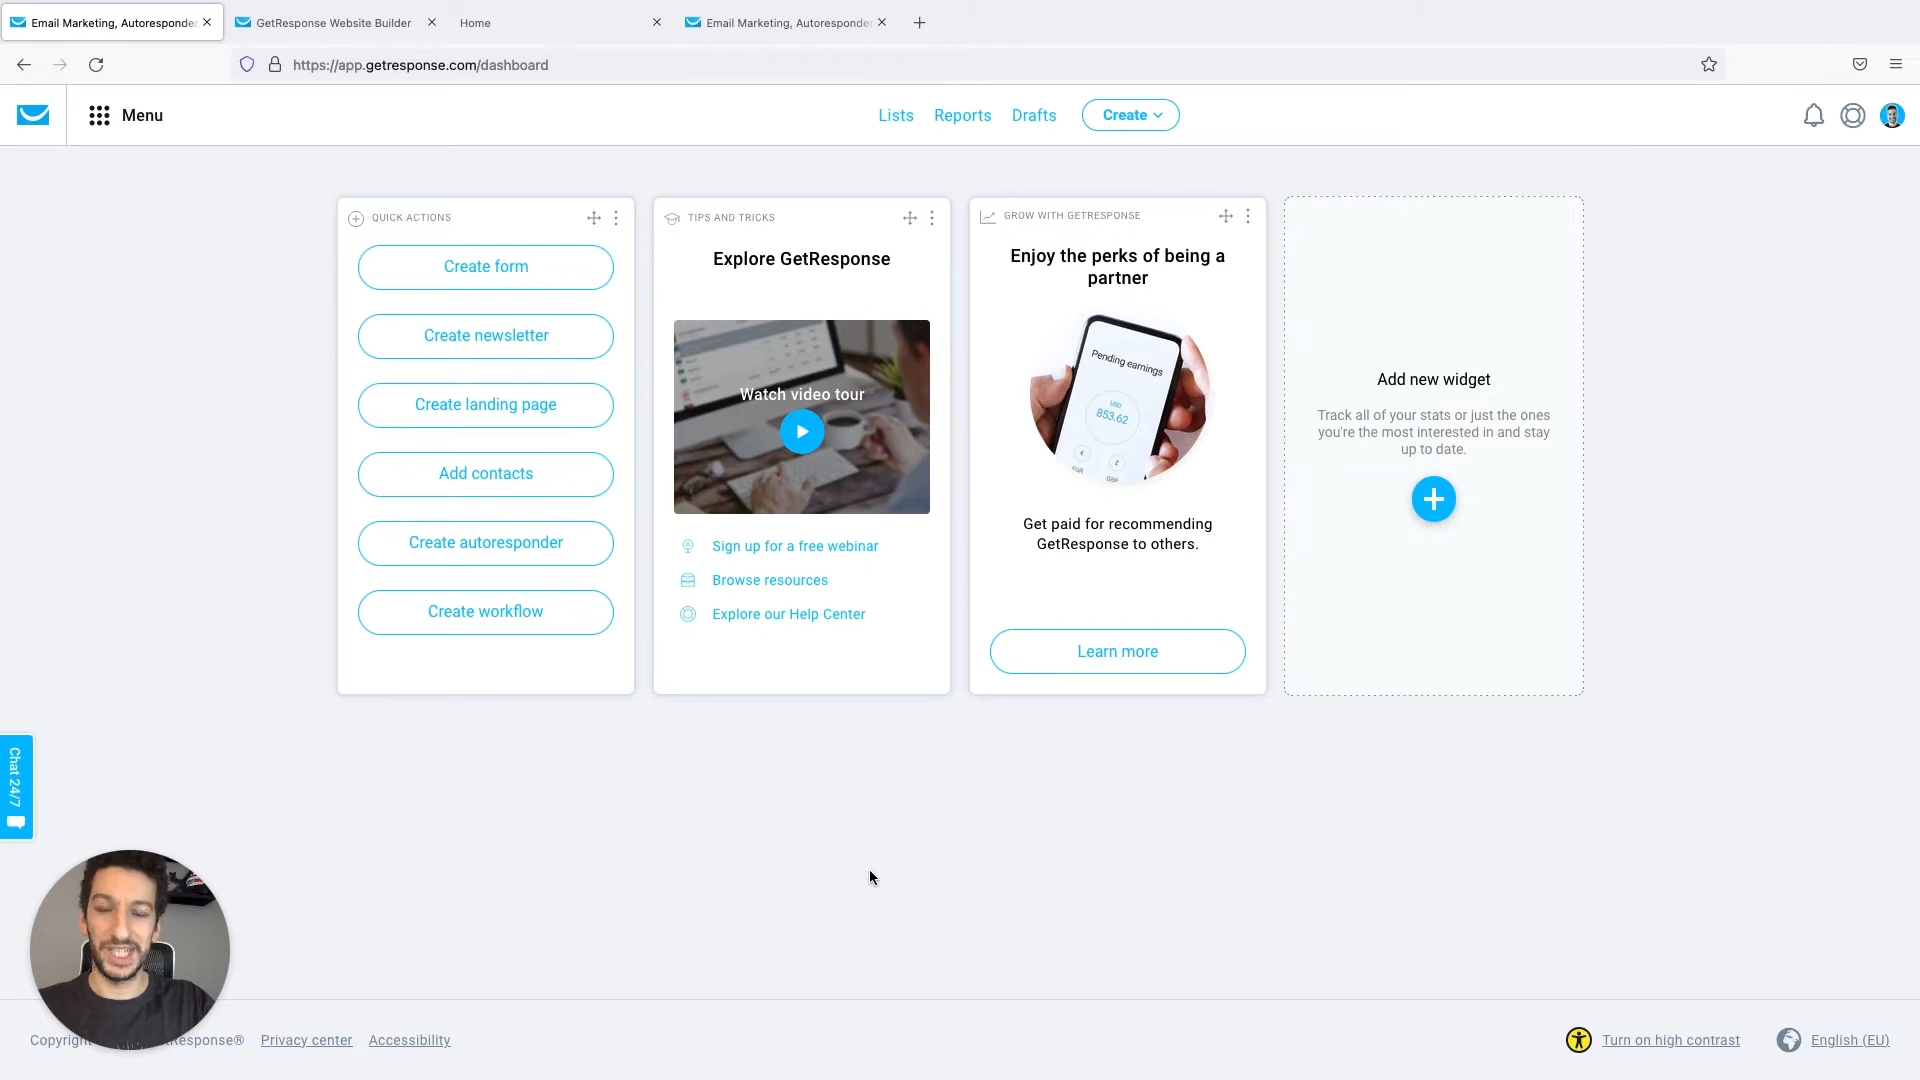 Email Marketing, Autoresponder
GetResponse Website Builder
Home
Email Marketing, Autoresponder
https://app.getresponse.com/dashboard
Menu
Lists
Reports
Drafts
Create
QUICK ACTIONS
Create form
Create newsletter
Create landing page
Add contacts
Create autoresponder
Create workflow
TIPS AND TRICKS
Explore GetResponse
Watch video tour
Sign up for a free webinar
Browse resources
Explore our Help Center
GROW WITH GETRESPONSE
Enjoy the perks of being a
partner
Pending earnings
USD
853.62
€
£
EUR
GBP
Get paid for recommending
GetResponse to others.
Learn more
Add new widget
Track all of your stats or just the ones
you're the most interested in and stay
up to date.
Chat 24/7
Privacy center
Accessibility
Turn on high contrast
English (EU)